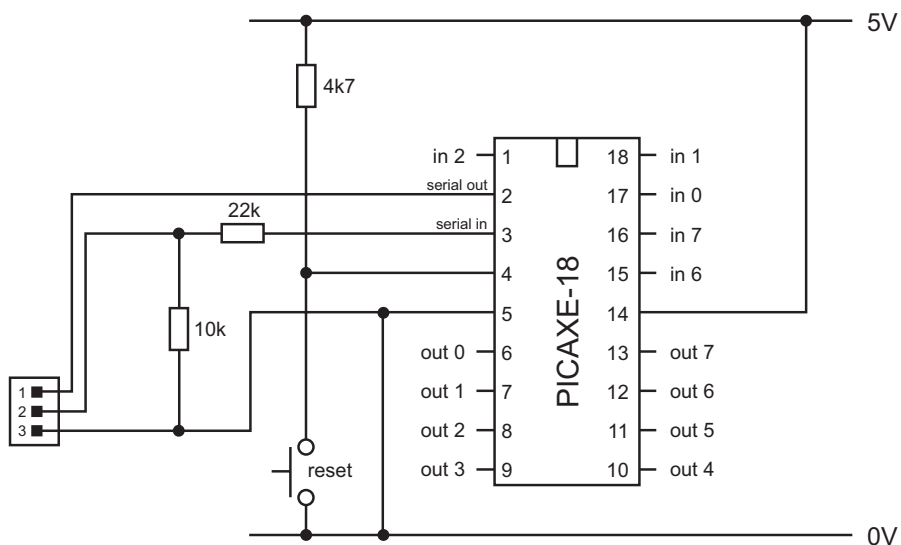 5V
4k7
in 2
1
18
in 1
serial out
2
17
in 0
22k
serial in
3
16
in 7
4
15
in 6
10k
5
14
PICAXE-18
out 0
6
13
out 7
1
out 1
7
12
out 6
2
3
out 2
8
11
out 5
reset
out 3
9
10
out 4
0V